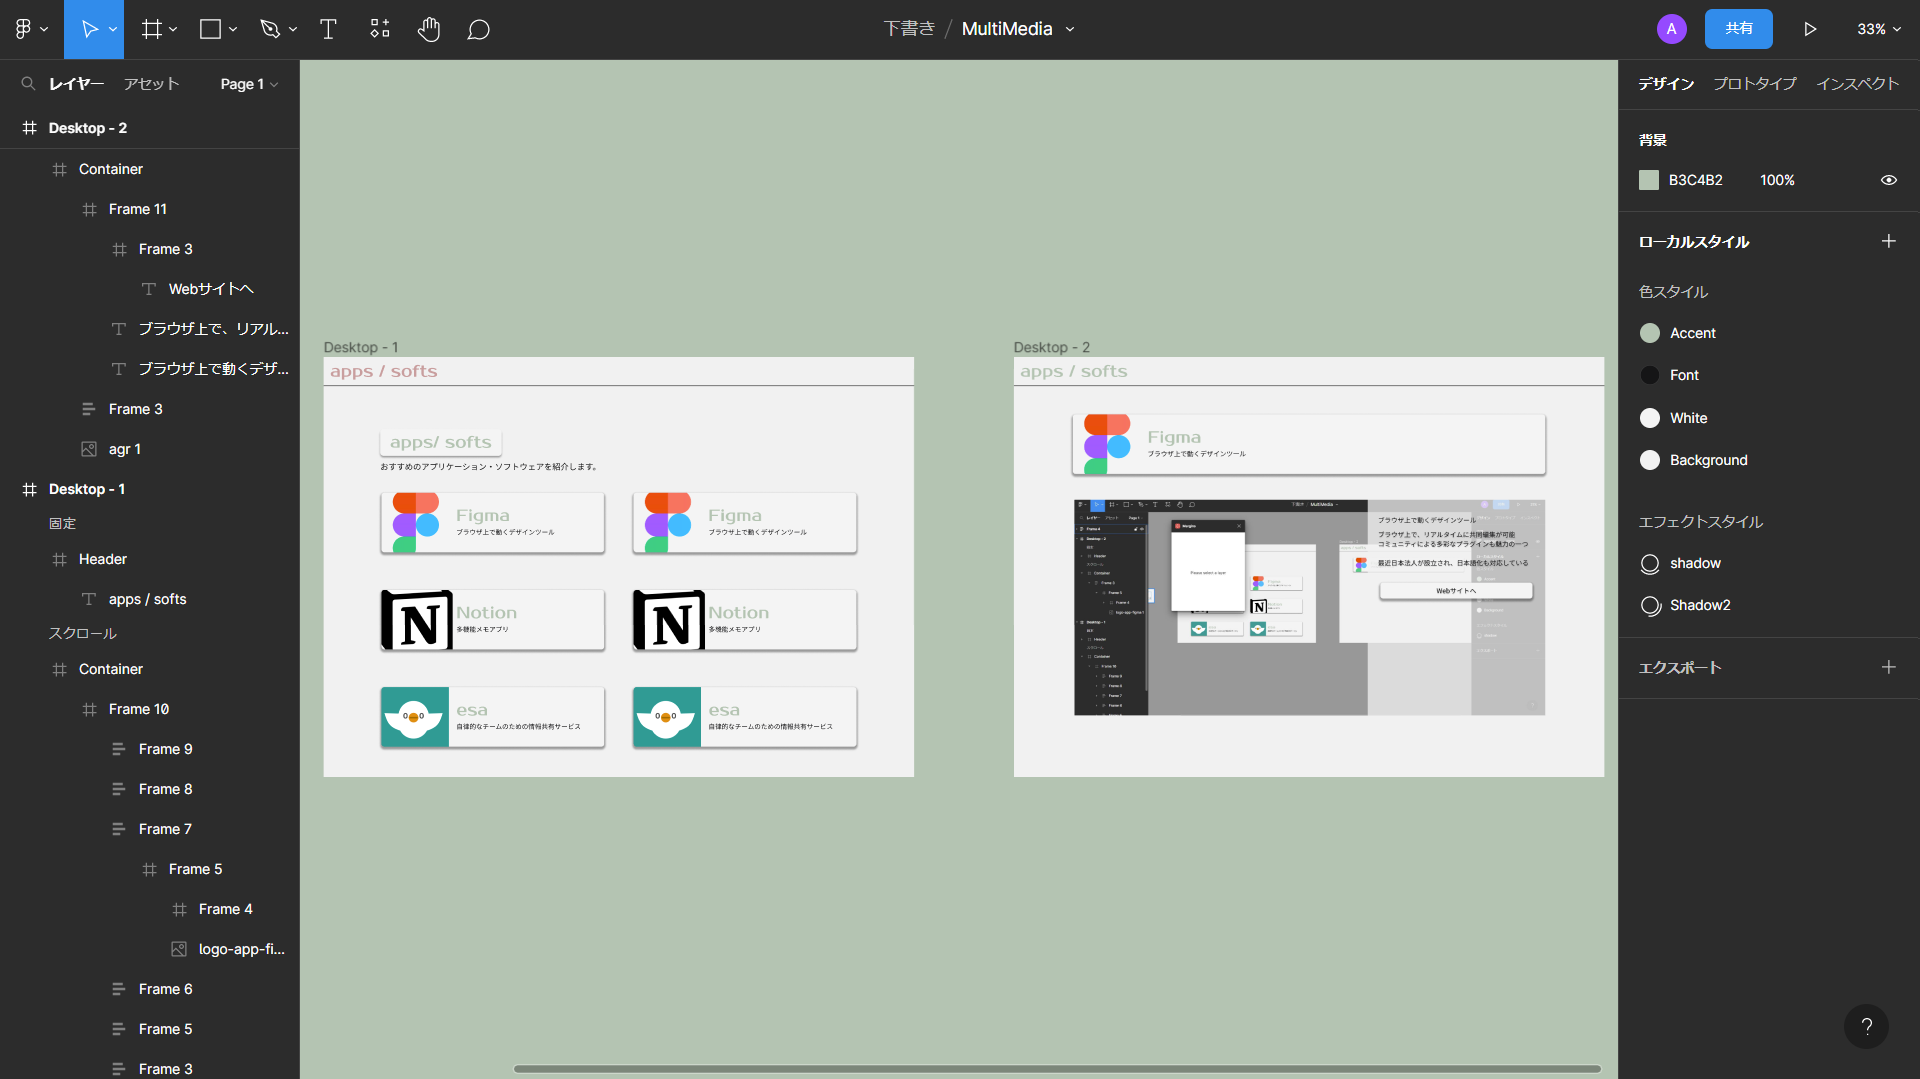 下書き / MultiMedia
A
共有
33%
レイヤー アセット Page 1
Desktop - 2
Container
Frame 11
Frame 3
Webサイトへ
ブラウザ上で、リアル...
ブラウザ上で動くデザ...
Frame 3
agr 1
Desktop - 1
固定
Header
apps / softs
スクロール
Container
Frame 10
Frame 9
Frame 8
Frame 7
Frame 5
Frame 4
logo-app-fi...
Frame 6
Frame 5
Frame 3
Desktop - 1
apps / softs
apps/ softs
おすすめのアプリケーション・ソフトウェアを紹介します。
Figma
ブラウザ上で動くデザインツール
Figma
ブラウザ上で動くデザインツール
Notion
多機能メモアプリ
Notion
多機能メモアプリ
esa
自律的なチームのための情報共有サービス
esa
自律的なチームのための情報共有サービス
Desktop - 2
apps / softs
Figma
ブラウザ上で動くデザインツール
下書き / MultiMedia
Margins
Please select a layer
ブラウザ上で動くデザインツール
ブラウザ上で、リアルタイムに共同編集が可能
コミュニティによる多彩なプラグインも魅力の一つ
最近日本法人が設立され、日本語化も対応している
Webサイトへ
デザイン プロトタイプ インスペクト
背景
B3C4B2 100%
ローカルスタイル
色スタイル
Accent
Font
White
Background
エフェクトスタイル
shadow
Shadow2
エクスポート
?